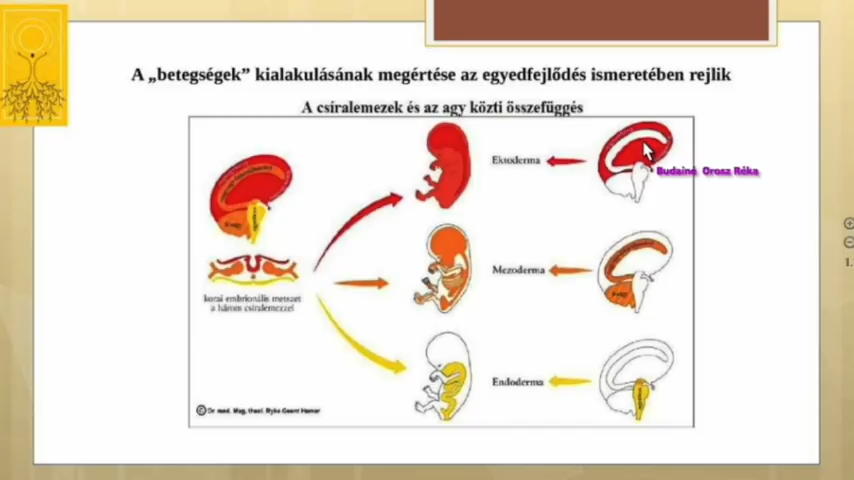 A „betegségek” kialakulásának megértése az egyedfejlődés ismeretében rejlik
A csíralemezek és az agy közti összefüggés
Ektoderma
Budainé Orosz Réka
Mezoderma
korai embrionális metszet
a három csíralemezzel
Endoderma
© Dr med. Mag. theol. Ryke Geerd Hamer
1.